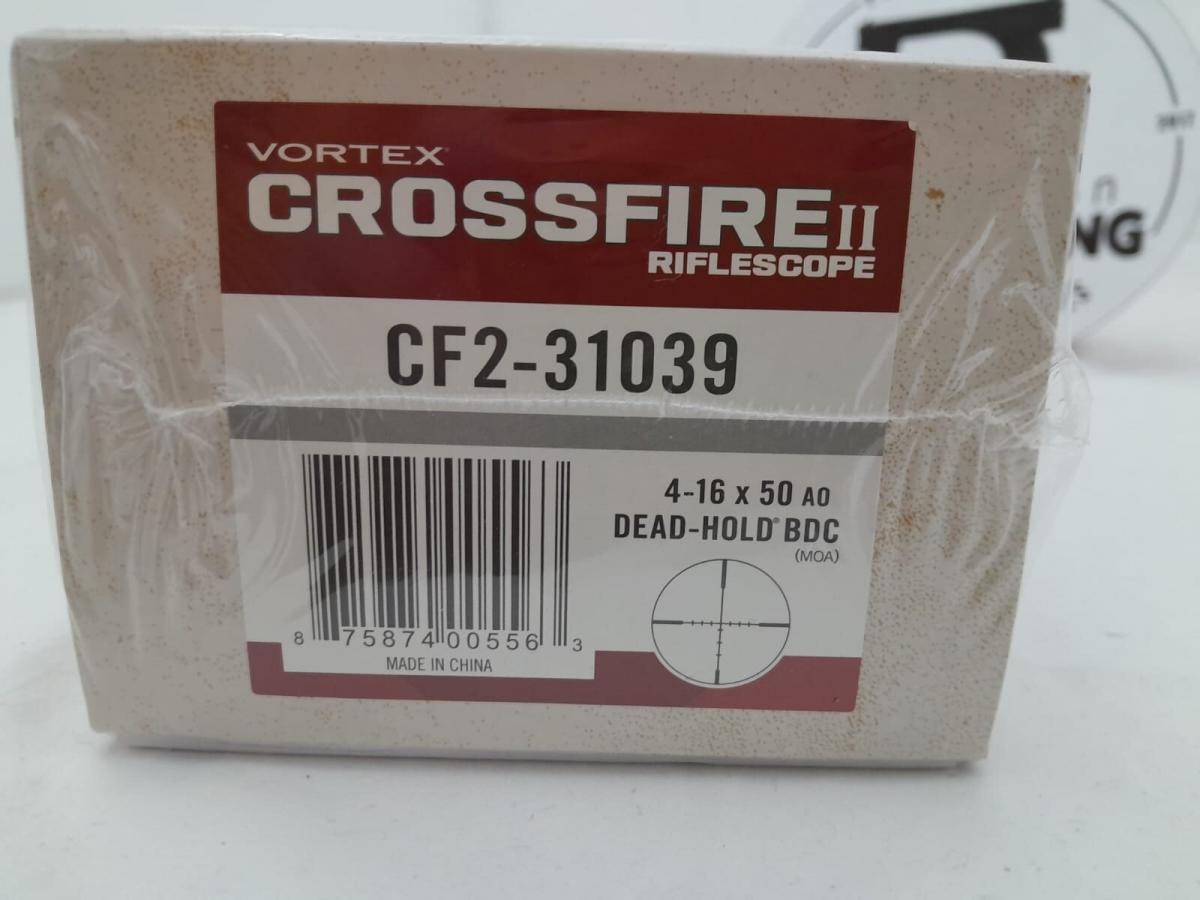 VORTEX
CROSSFIRE II
RIFLESCOPE
CF2-31039
4-16 x 50 AO
DEAD-HOLD® BDC
(MOA)
8 75874 00556 3
MADE IN CHINA